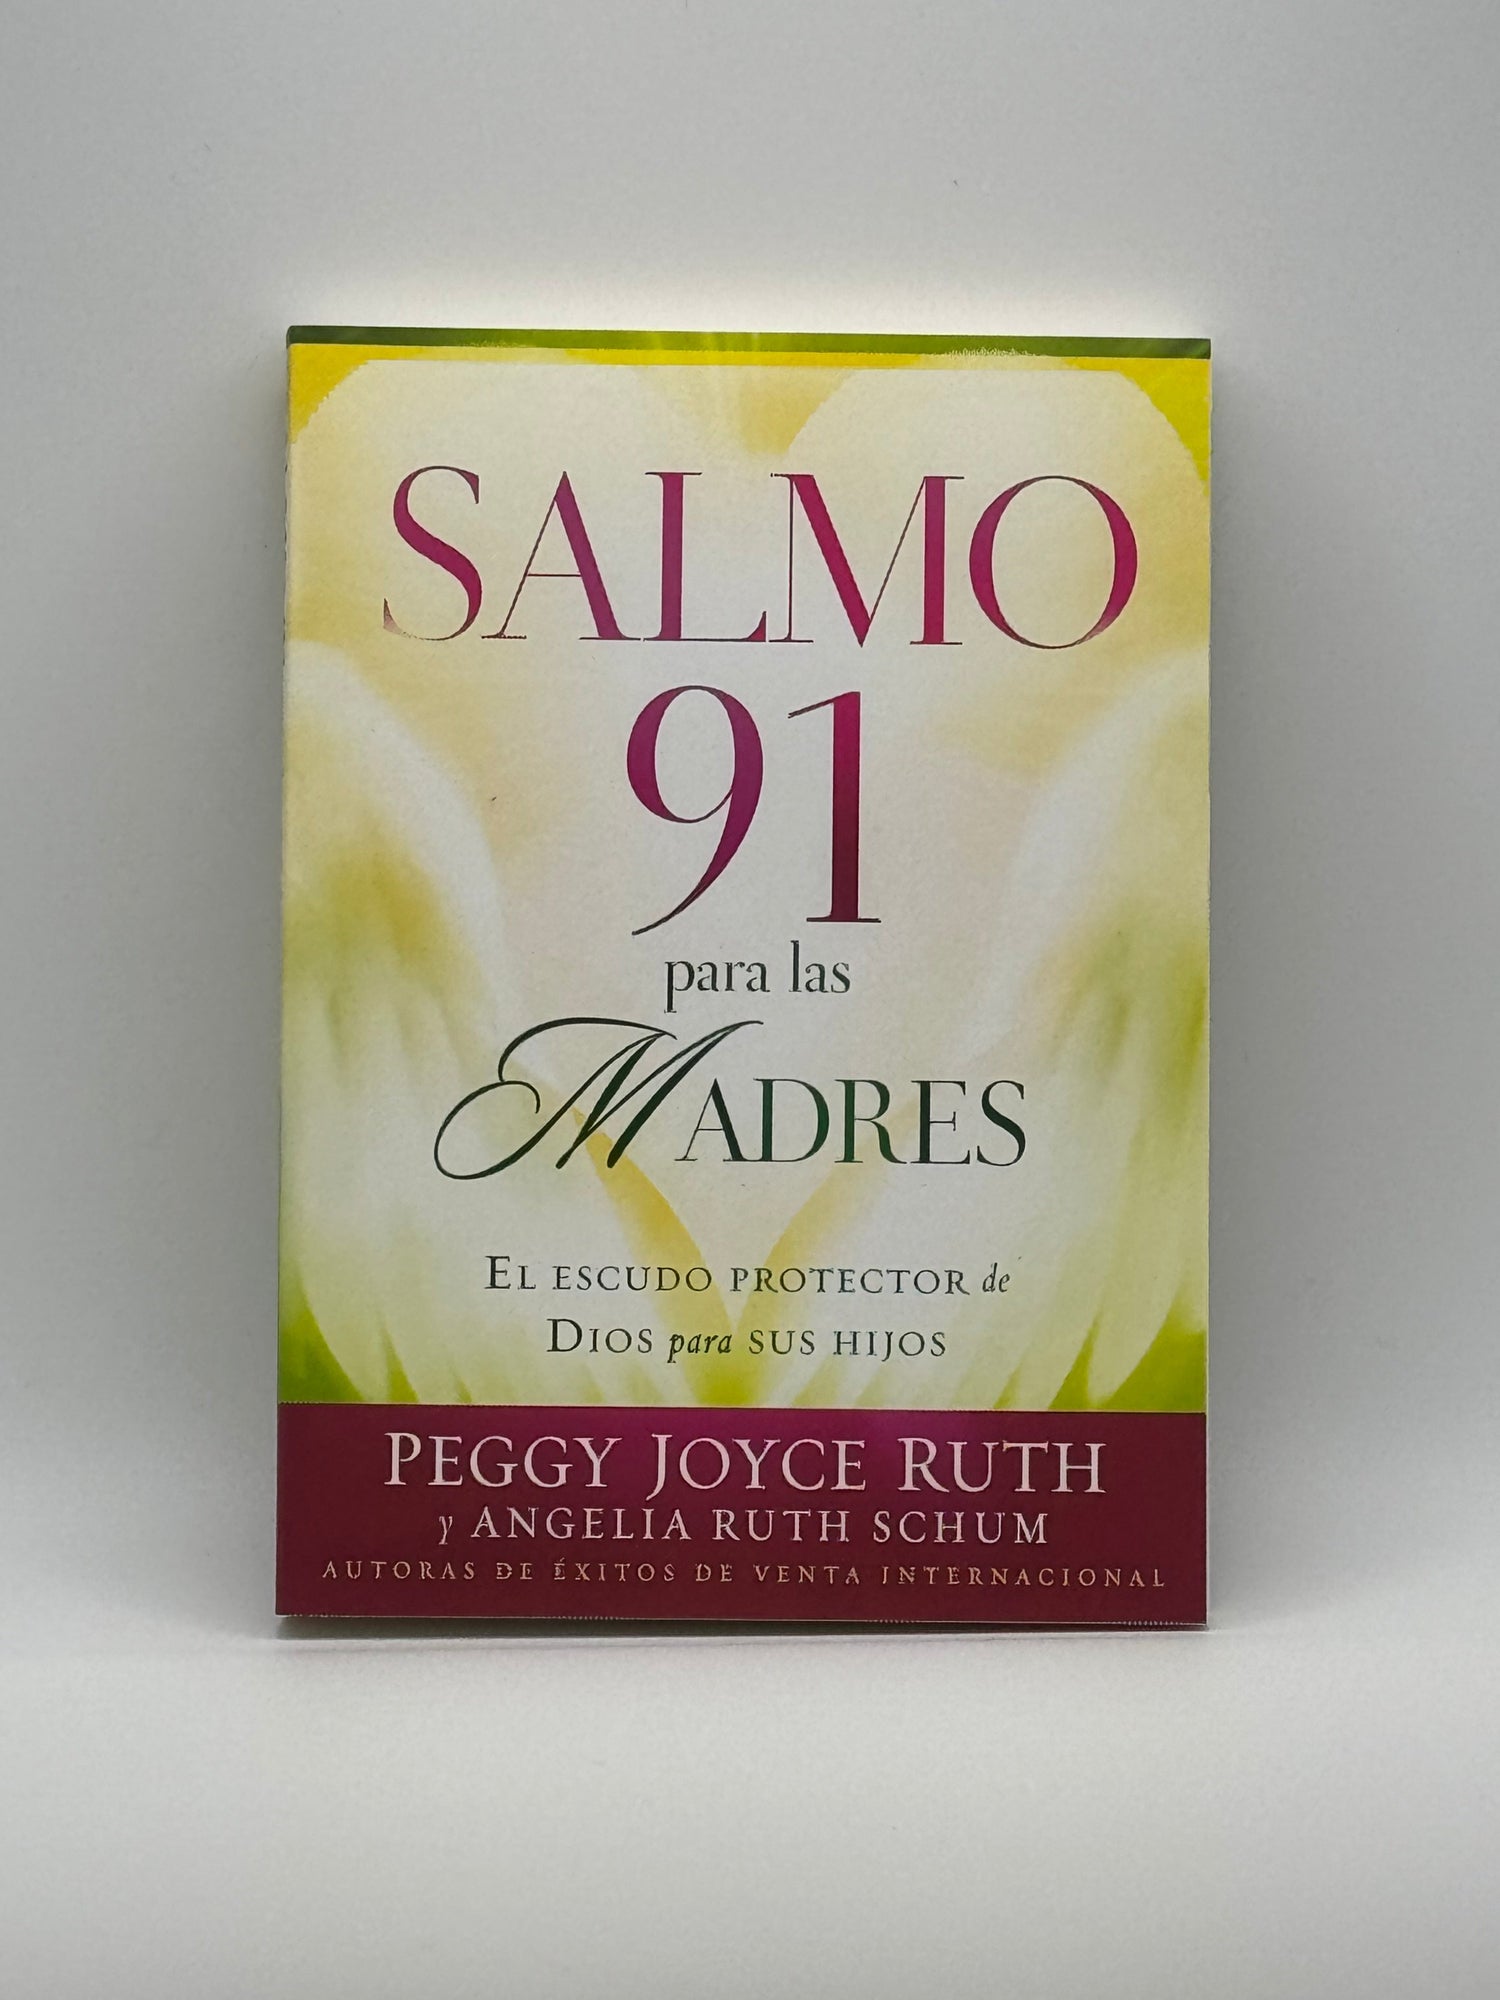 SALMO
91
para las
MADRES
EL ESCUDO PROTECTOR de
DIOS para SUS HIJOS
PEGGY JOYCE RUTH
y ANGELIA RUTH SCHUM
AUTORAS DE ÉXITOS DE VENTA INTERNACIONAL